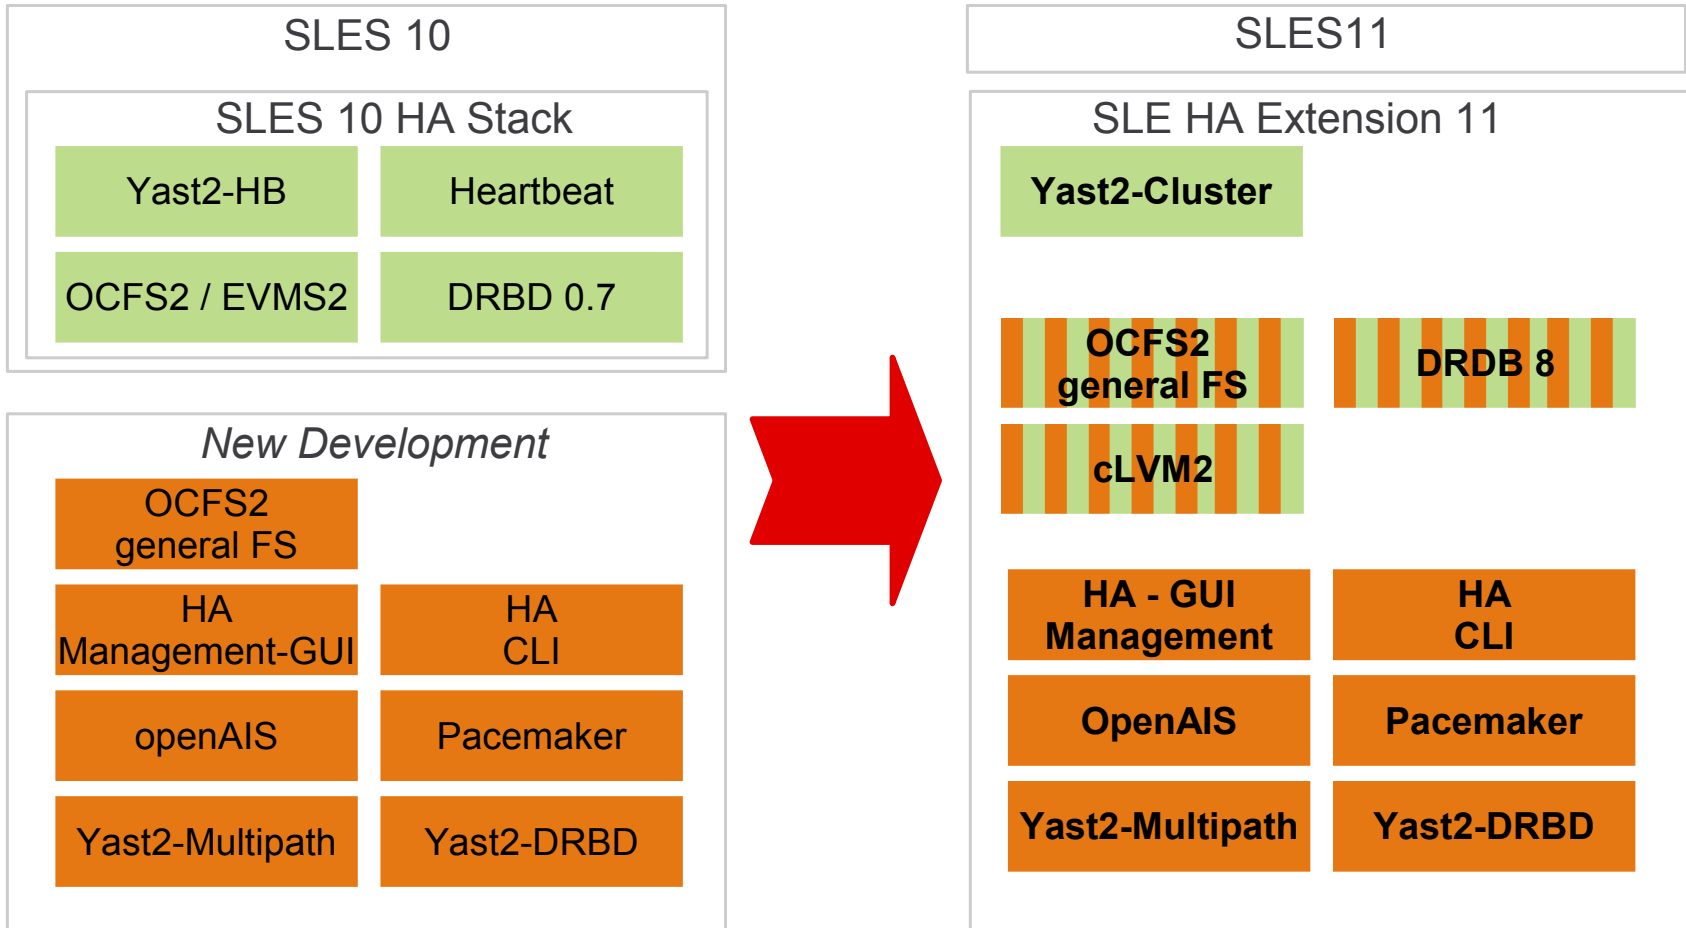 SLES 10
SLES 10 HA Stack
Yast2-HB
Heartbeat
OCFS2 / EVMS2
DRBD 0.7
New Development
OCFS2
general FS
HA
Management-GUI
HA
CLI
openAIS
Pacemaker
Yast2-Multipath
Yast2-DRBD
SLES11
SLE HA Extension 11
Yast2-Cluster
OCFS2
general FS
DRDB 8
cLVM2
HA - GUI
Management
HA
CLI
OpenAIS
Pacemaker
Yast2-Multipath
Yast2-DRBD